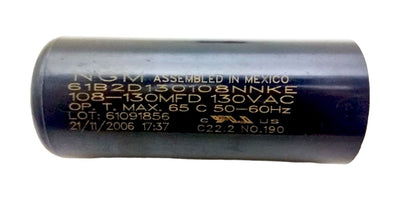 NGM ASSEMBLED IN MEXICO
61B2D130108NNKE
108-130MFD 130VAC
OP. T. MAX. 65 C 50-60Hz
LOT: 61091856 c US
21/11/2006 17:37 C22.2 NO.190